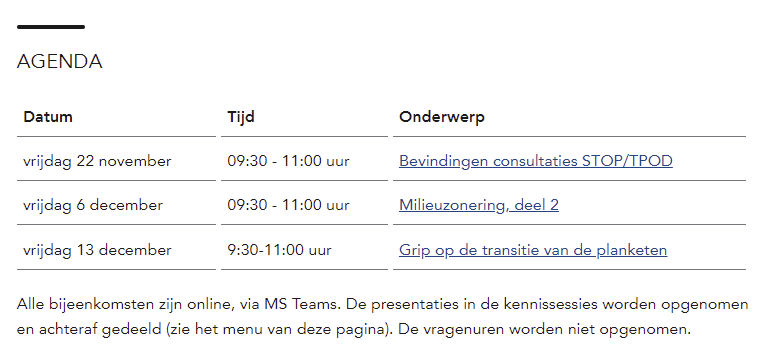 AGENDA
Datum Tijd Onderwerp
vrijdag 22 november 09:30 - 11:00 uur Bevindingen consultaties STOP/TPOD
vrijdag 6 december 09:30 - 11:00 uur Milieuzonering, deel 2
vrijdag 13 december 9:30-11:00 uur Grip op de transitie van de planketen
Alle bijeenkomsten zijn online, via MS Teams. De presentaties in de kennissessies worden opgenomen
en achteraf gedeeld (zie het menu van deze pagina). De vragenuren worden niet opgenomen.